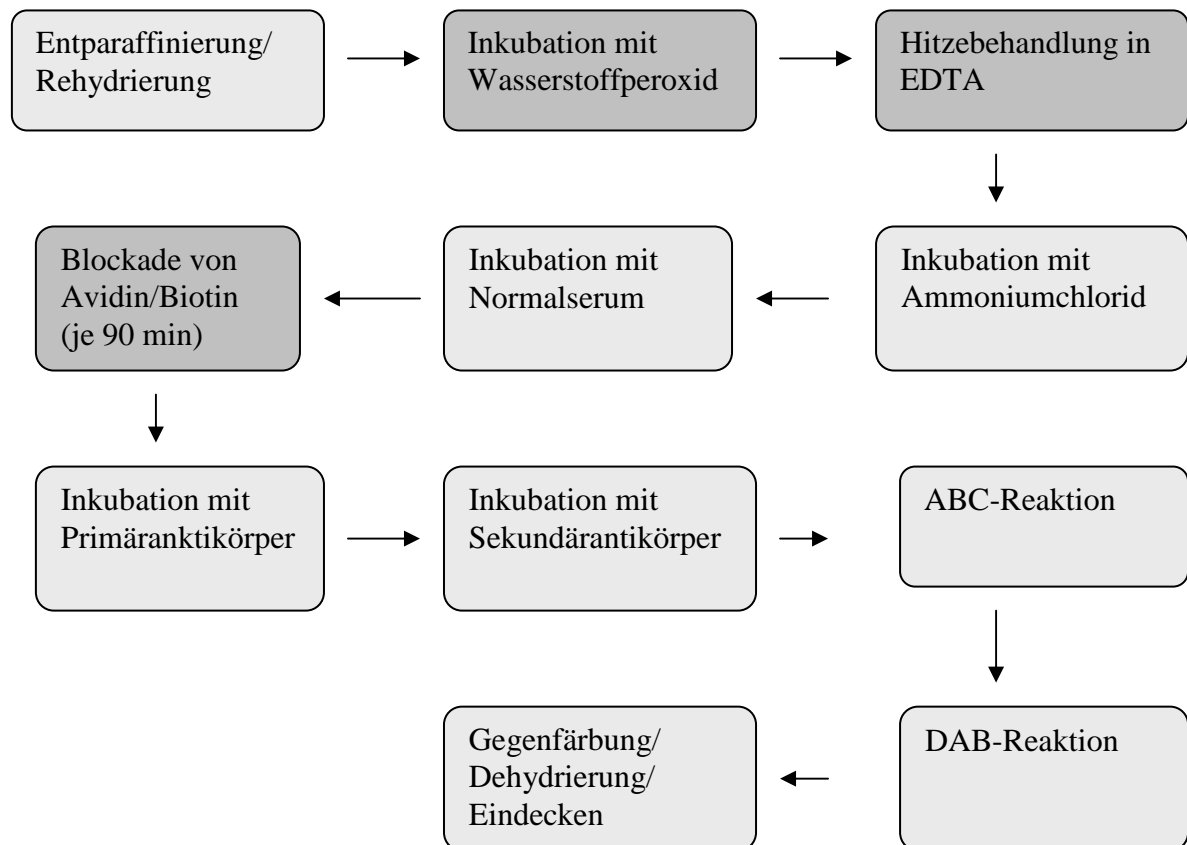 Entparaffinierung/
Rehydrierung
Inkubation mit
Wasserstoffperoxid
Hitzebehandlung in
EDTA
Inkubation mit
Ammoniumchlorid
Inkubation mit
Normalserum
Blockade von
Avidin/Biotin
(je 90 min)
Inkubation mit
Primäranktikörper
Inkubation mit
Sekundärantikörper
ABC-Reaktion
DAB-Reaktion
Gegenfärbung/
Dehydrierung/
Eindecken